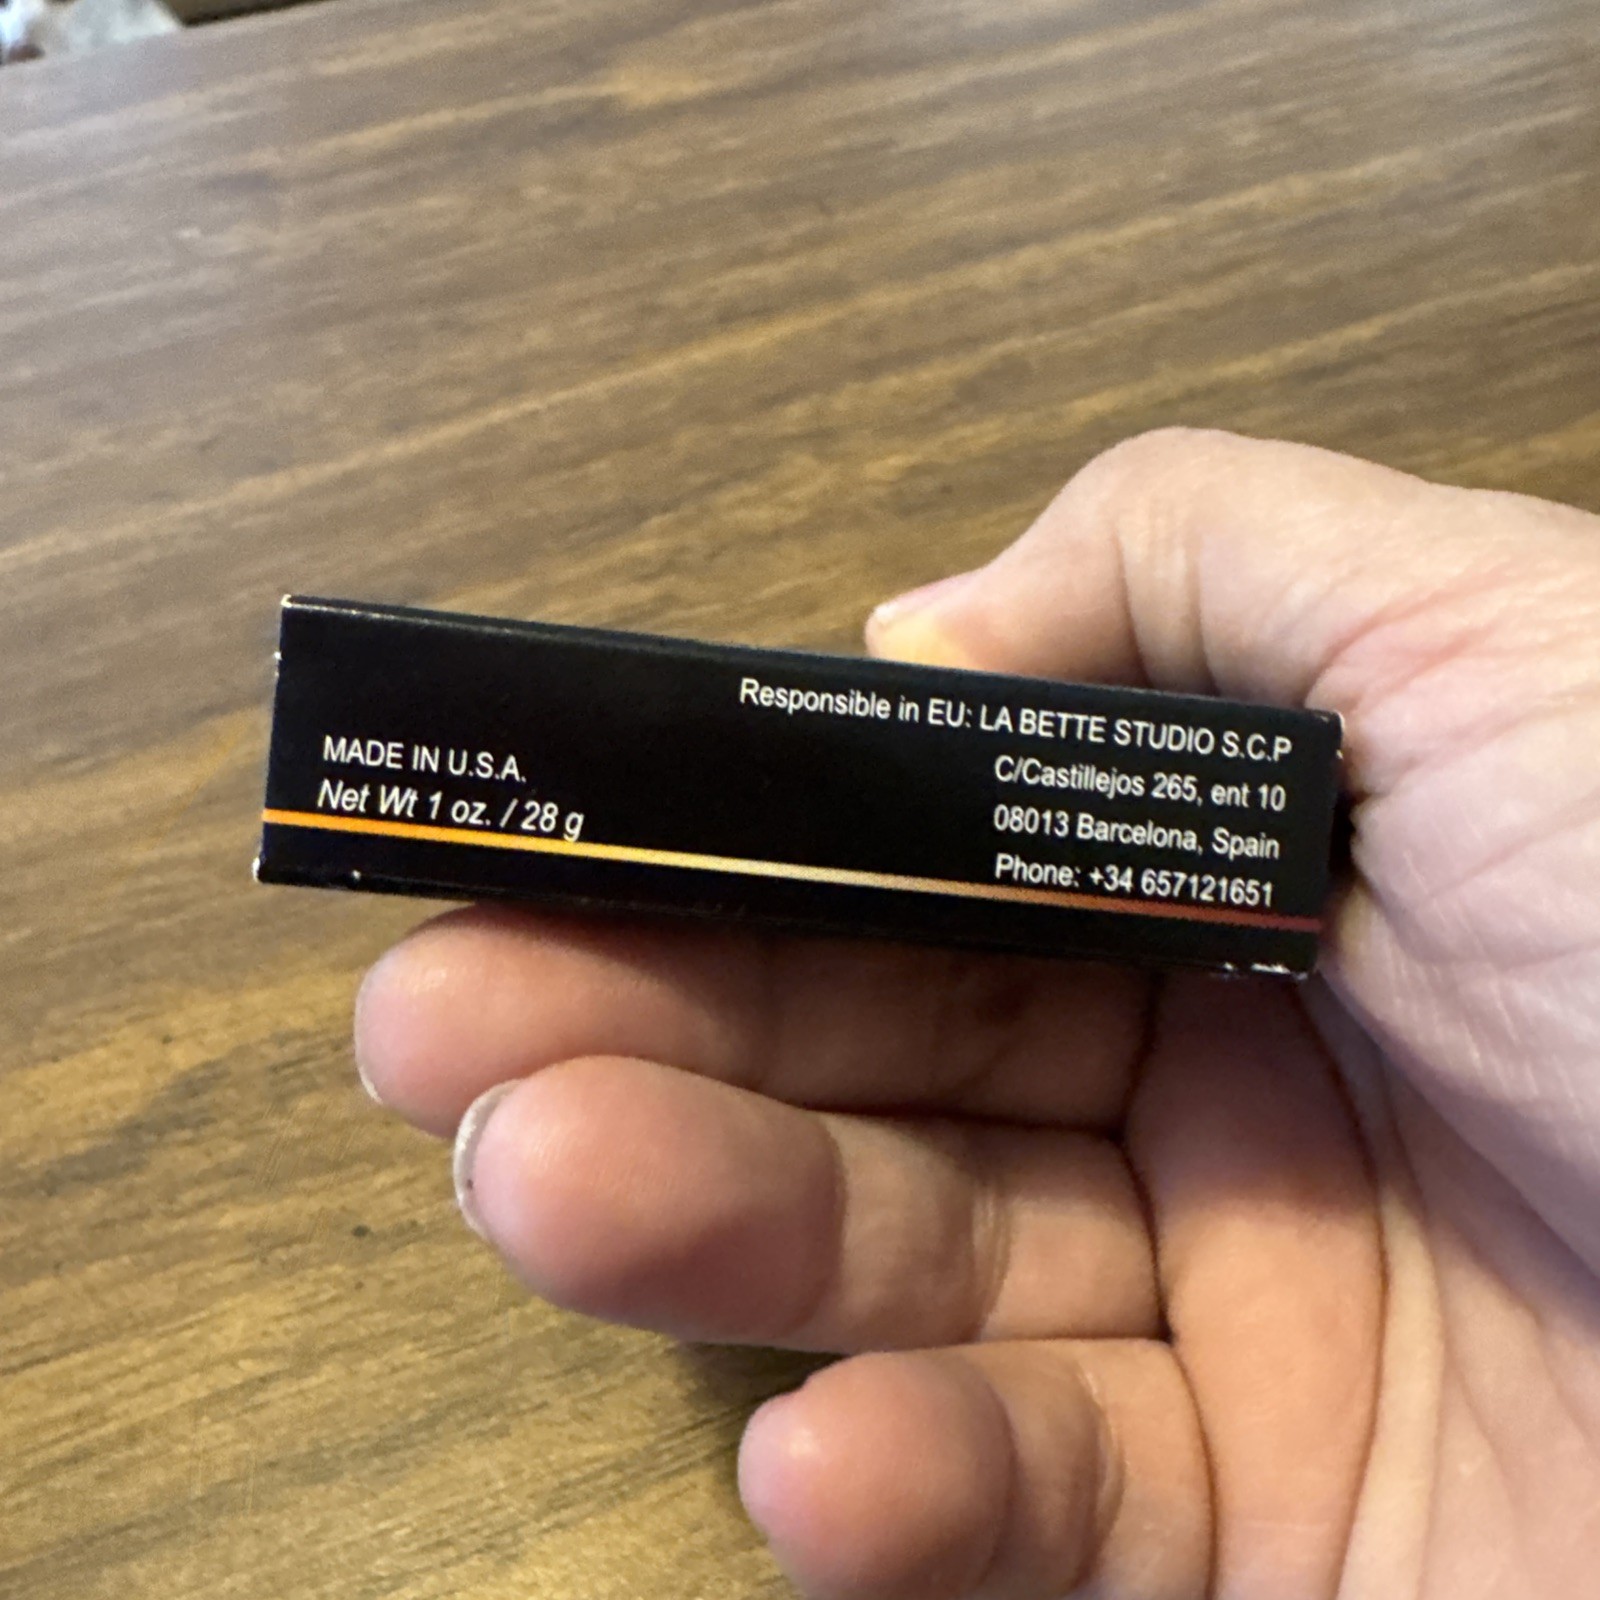 MADE IN U.S.A.
Net Wt 1 oz. / 28 g
Responsible in EU: LA BETTE STUDIO S.C.P
C/Castillejos 265, ent 10
08013 Barcelona, Spain
Phone: +34 657121651